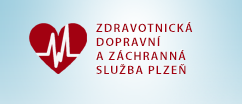 ZDRAVOTNICKÁ
DOPRAVNÍ
A ZÁCHRANNÁ
SLUŽBA PLZEŇ